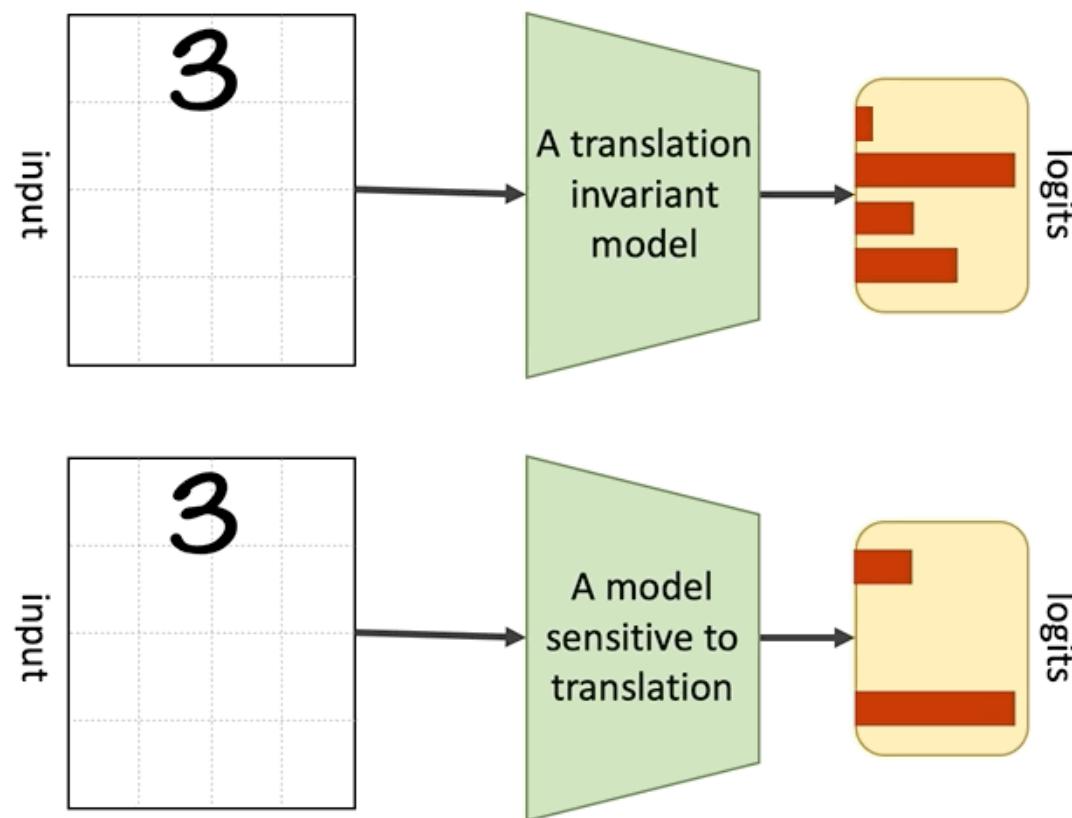 input
3
A translation
invariant
model
logits
input
3
A model
sensitive to
translation
logits